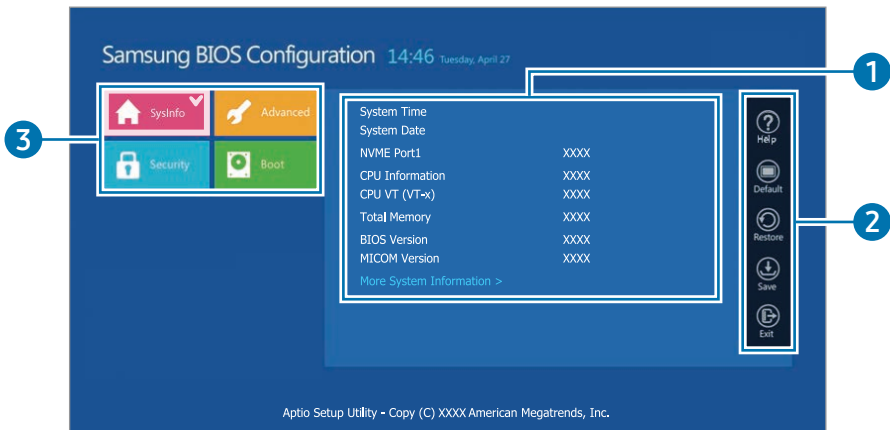 Samsung BIOS Configuration 14:46 Tuesday, April 27
1
3
SysInfo
Advanced
Security
Boot
System Time
System Date
NVME Port1 XXXX
CPU Information XXXX
CPU VT (VT-x) XXXX
Total Memory XXXX
BIOS Version XXXX
MICOM Version XXXX
More System Information >
Help
Default
Restore
Save
Exit
2
Aptio Setup Utility - Copy (C) XXXX American Megatrends, Inc.